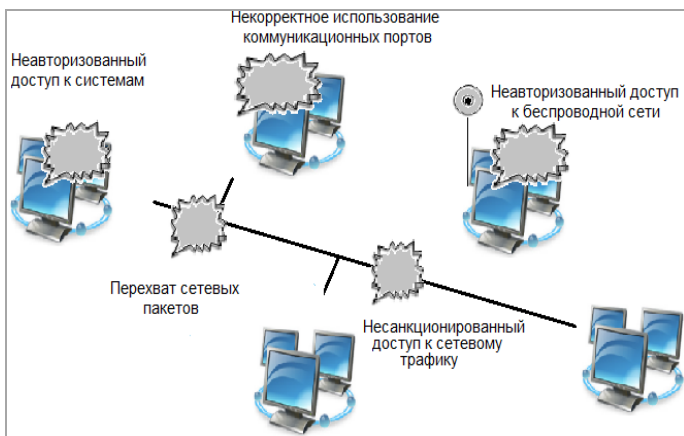 Некорректное использование
коммуникационных портов
Неавторизованный
доступ к системам
Неавторизованный доступ
к беспроводной сети
Перехват сетевых
пакетов
Несанкционированный
доступ к сетевому
трафику